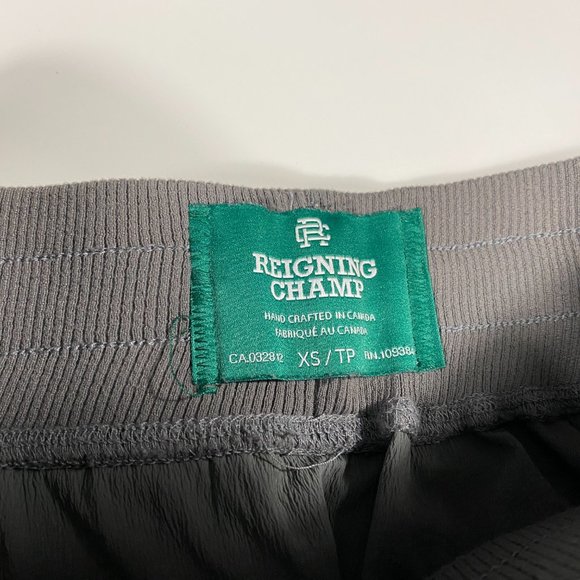 RC
REIGNING
CHAMP
HAND CRAFTED IN CANADA
FABRIQUÉ AU CANADA
CA.032812 XS / TP RN.109384